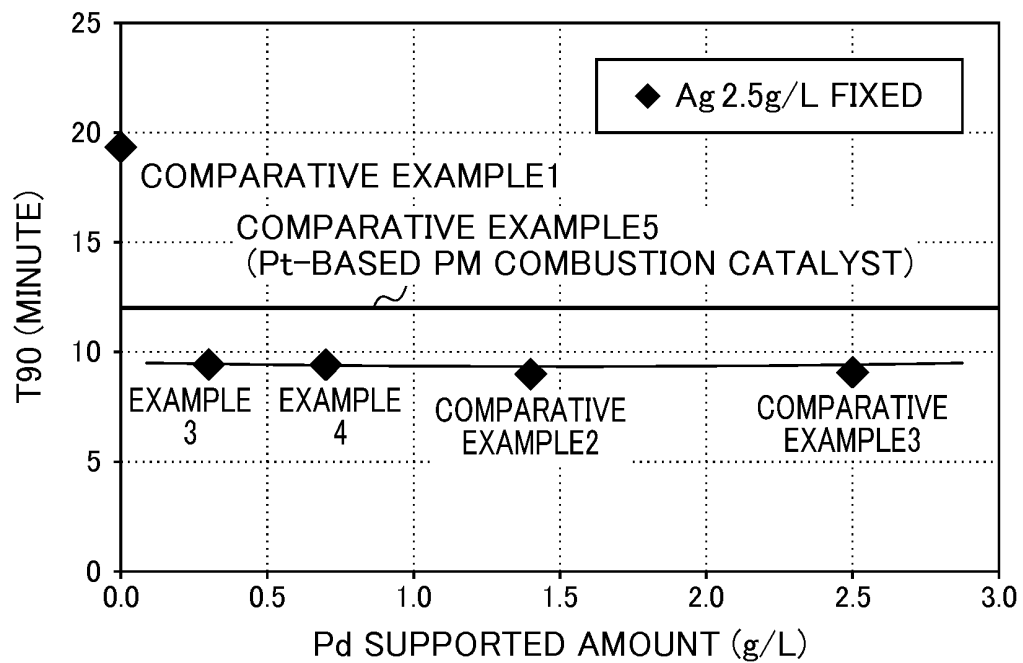 25
20
15
10
5
0
T90 (MINUTE)
◆ Ag 2.5g/L FIXED
COMPARATIVE EXAMPLE1
COMPARATIVE EXAMPLE5
(Pt-BASED PM COMBUSTION CATALYST)
EXAMPLE
3
EXAMPLE
4
COMPARATIVE
EXAMPLE2
COMPARATIVE
EXAMPLE3
0.0 0.5 1.0 1.5 2.0 2.5 3.0
Pd SUPPORTED AMOUNT (g/L)